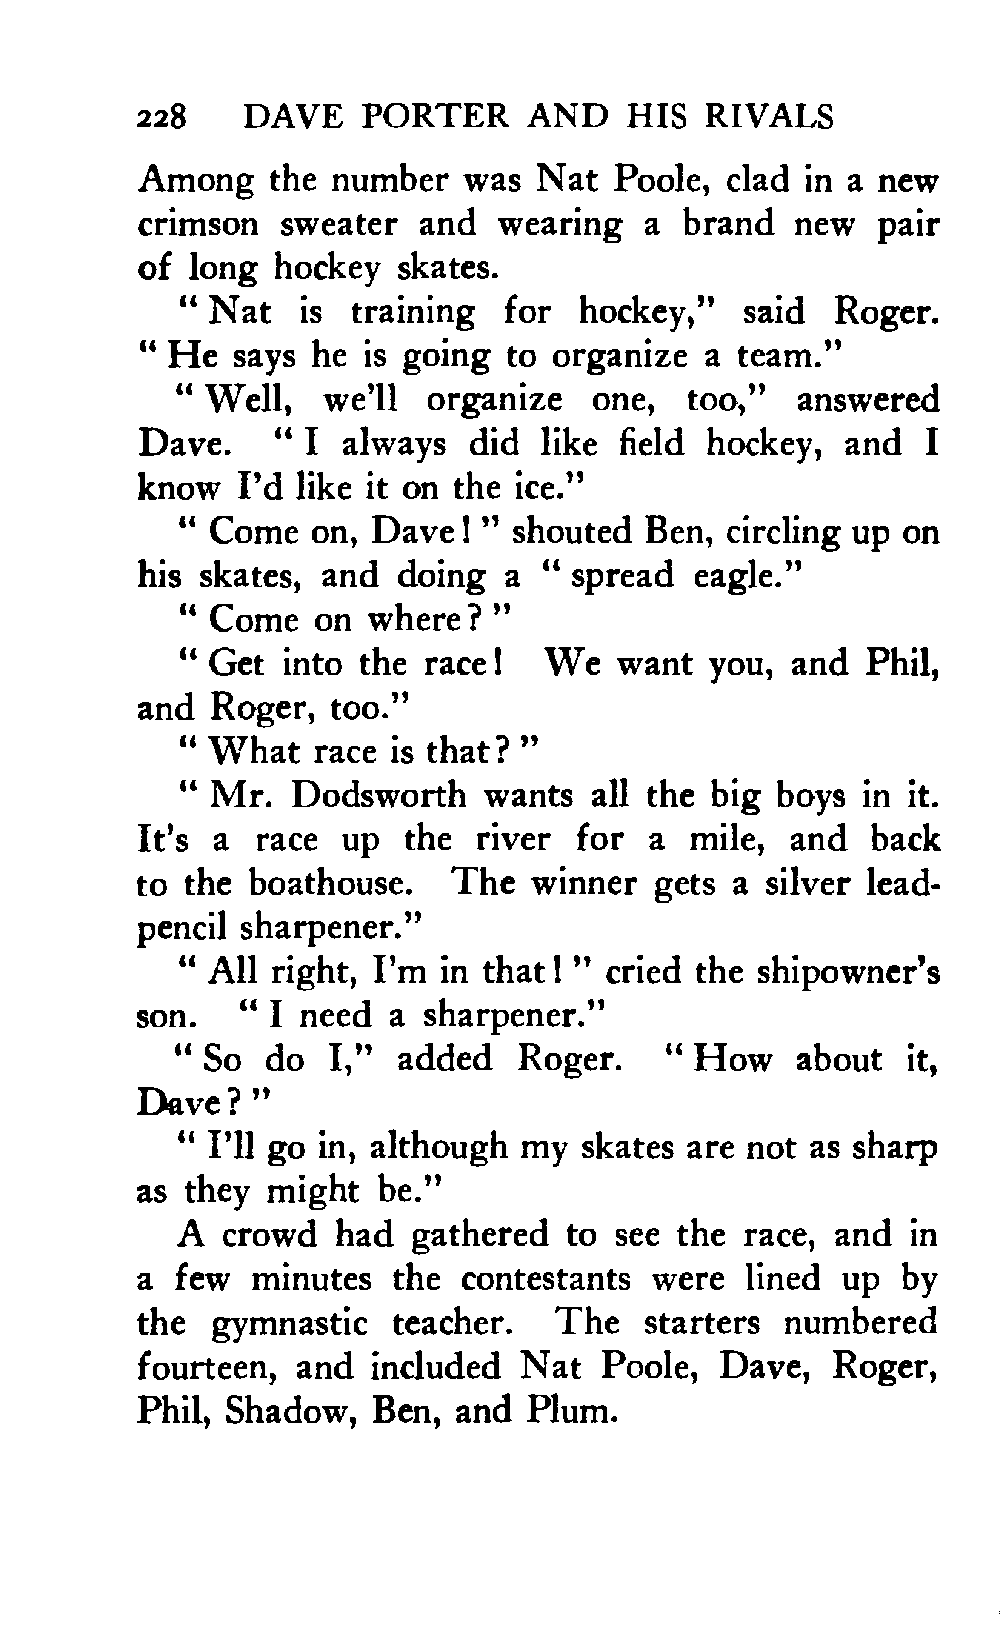 228 DAVE PORTER AND HIS RIVALS
Among the number was Nat Poole, clad in a new
crimson sweater and wearing a brand new pair
of long hockey skates.
" Nat is training for hockey," said Roger.
" He says he is going to organize a team."
" Well, we'll organize one, too," answered
Dave. " I always did like field hockey, and I
know I'd like it on the ice."
" Come on, Dave! " shouted Ben, circling up on
his skates, and doing a " spread eagle."
" Come on where? "
" Get into the race! We want you, and Phil,
and Roger, too."
" What race is that? "
" Mr. Dodsworth wants all the big boys in it.
It's a race up the river for a mile, and back
to the boathouse. The winner gets a silver lead-
pencil sharpener."
" All right, I'm in that! " cried the shipowner's
son. " I need a sharpener."
" So do I," added Roger. " How about it,
Dave? "
" I'll go in, although my skates are not as sharp
as they might be."
A crowd had gathered to see the race, and in
a few minutes the contestants were lined up by
the gymnastic teacher. The starters numbered
fourteen, and included Nat Poole, Dave, Roger,
Phil, Shadow, Ben, and Plum.